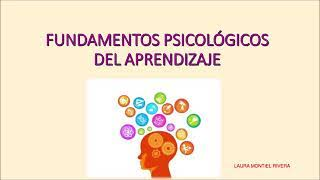 FUNDAMENTOS PSICOLÓGICOS
DEL APRENDIZAJE
LAURA MONTIEL RIVERA